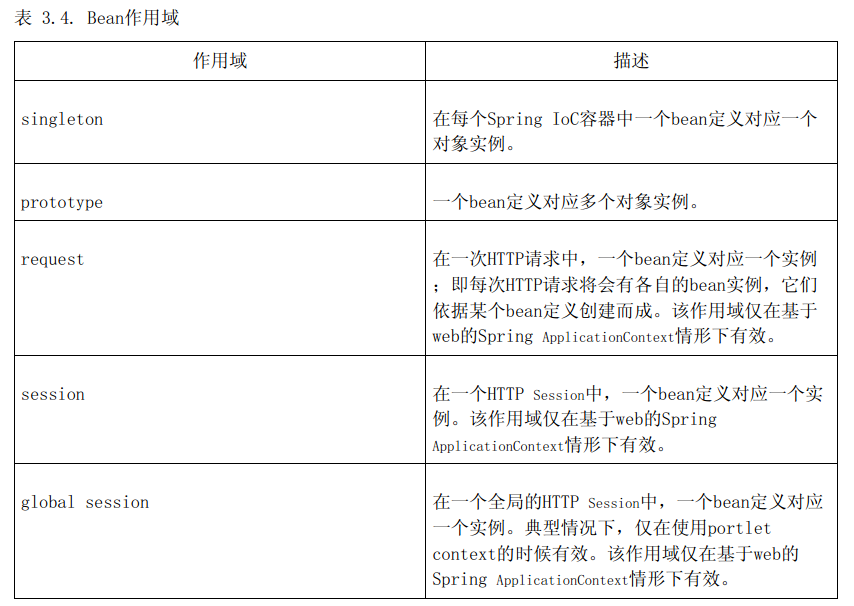 表 3.4. Bean作用域
作用域
描述
singleton
在每个Spring IoC容器中一个bean定义对应一个
对象实例。
prototype
一个bean定义对应多个对象实例。
request
在一次HTTP请求中，一个bean定义对应一个实例
；即每次HTTP请求将会有各自的bean实例，它们
依据某个bean定义创建而成。该作用域仅在基于
web的Spring ApplicationContext情形下有效。
session
在一个HTTP Session中，一个bean定义对应一个实
例。该作用域仅在基于web的Spring
ApplicationContext情形下有效。
global session
在一个全局的HTTP Session中，一个bean定义对应
一个实例。典型情况下，仅在使用portlet
context的时候有效。该作用域仅在基于web的
Spring ApplicationContext情形下有效。